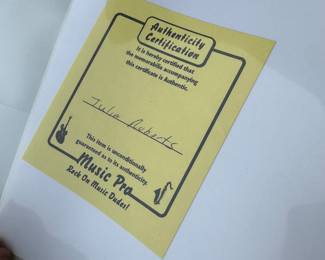 Authenticity
Certification
It is hereby certified that
the memorabilia accompanying
this certificate is Authentic.
Julia Roberts
This item is unconditionally
guaranteed as to its authenticity.
Music Pro
Rock On Music Dudes!